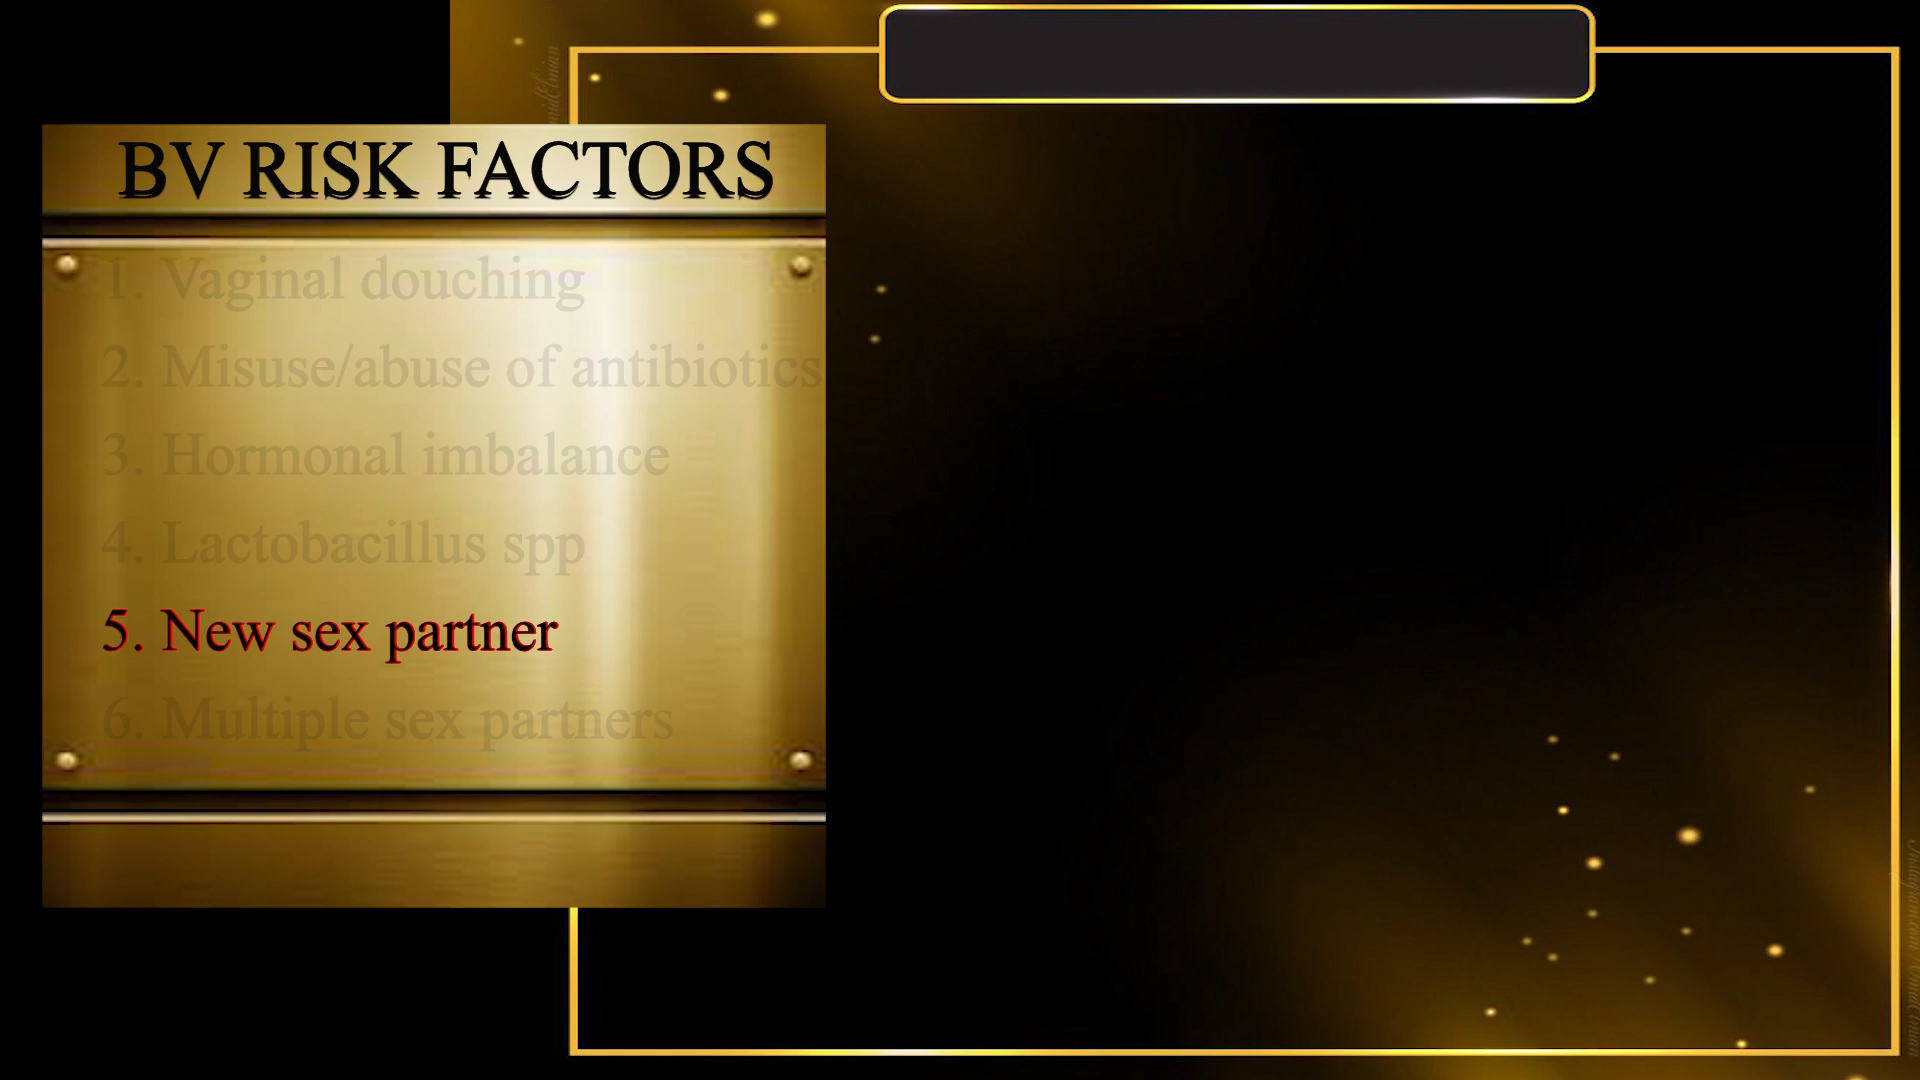 BV RISK FACTORS
1. Vaginal douching
2. Misuse/abuse of antibiotics
3. Hormonal imbalance
4. Lactobacillus spp
5. New sex partner
6. Multiple sex partners